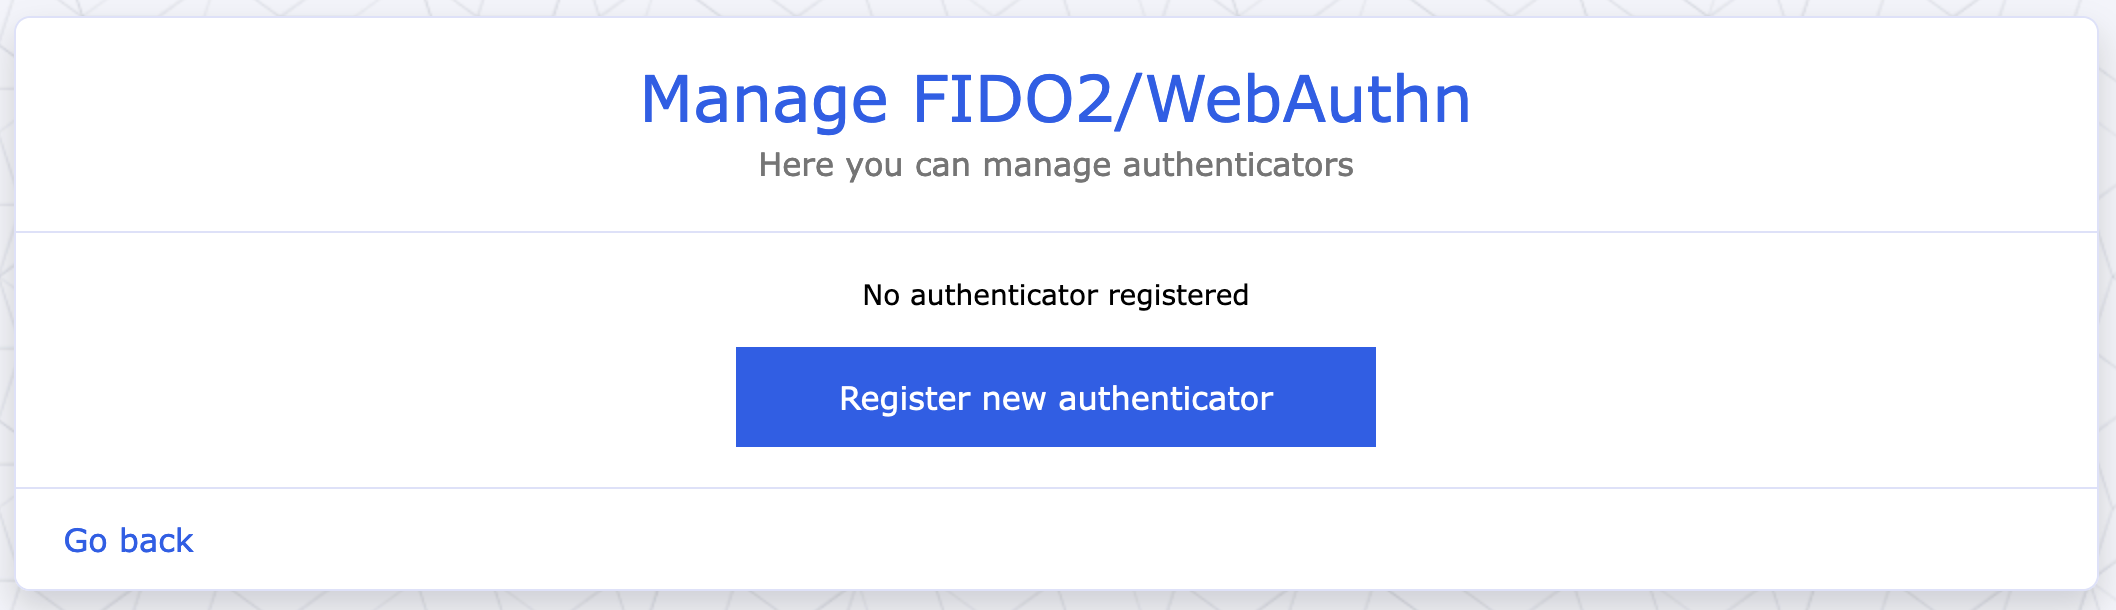 Manage FIDO2/WebAuthn
Here you can manage authenticators
No authenticator registered
Register new authenticator
Go back